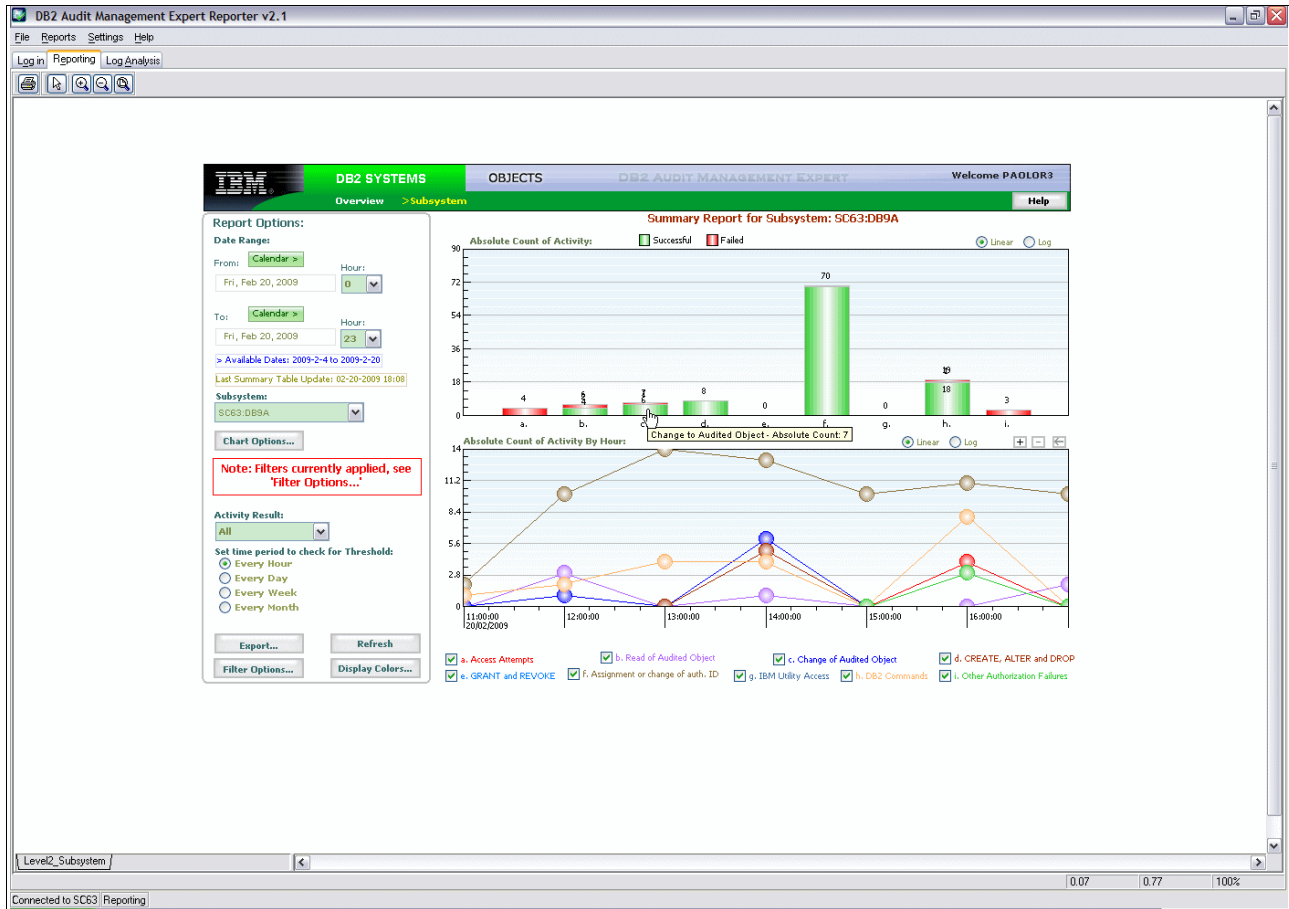 DB2 Audit Management Expert Reporter v2.1
File Reports Settings Help
Log in Reporting Log Analysis
IBM® DB2 SYSTEMS OBJECTS DB2 AUDIT MANAGEMENT EXPERT Welcome PAOLOR3
Overview >Subsystem Help
Report Options:
Date Range:
From: Calendar >
Hour:
Fri, Feb 20, 2009 0
To: Calendar >
Hour:
Fri, Feb 20, 2009 23
> Available Dates: 2009-2-4 to 2009-2-20
Last Summary Table Update: 02-20-2009 18:08
Subsystem:
SC63:DB9A
Chart Options...
Note: Filters currently applied, see
'Filter Options...'
Activity Result:
All
Set time period to check for Threshold:
Every Hour
Every Day
Every Week
Every Month
Export... Refresh
Filter Options... Display Colors...
Summary Report for Subsystem: SC63:DB9A
Absolute Count of Activity: Successful Failed Linear Log
90
72
54
36
18
0
4 8 0 70 0 19 18 3
a. b. c. d. e. f. g. h. i.
Change to Audited Object - Absolute Count: 7
Absolute Count of Activity By Hour: Linear Log
14
11.2
8.4
5.6
2.8
0
11:00:00 12:00:00 13:00:00 14:00:00 15:00:00 16:00:00
20/02/2009
a. Access Attempts b. Read of Audited Object c. Change of Audited Object d. CREATE, ALTER and DROP
e. GRANT and REVOKE f. Assignment or change of auth. ID g. IBM Utility Access h. DB2 Commands i. Other Authorization Failures
Level2_Subsystem
0.07 0.77 100%
Connected to SC63 Reporting